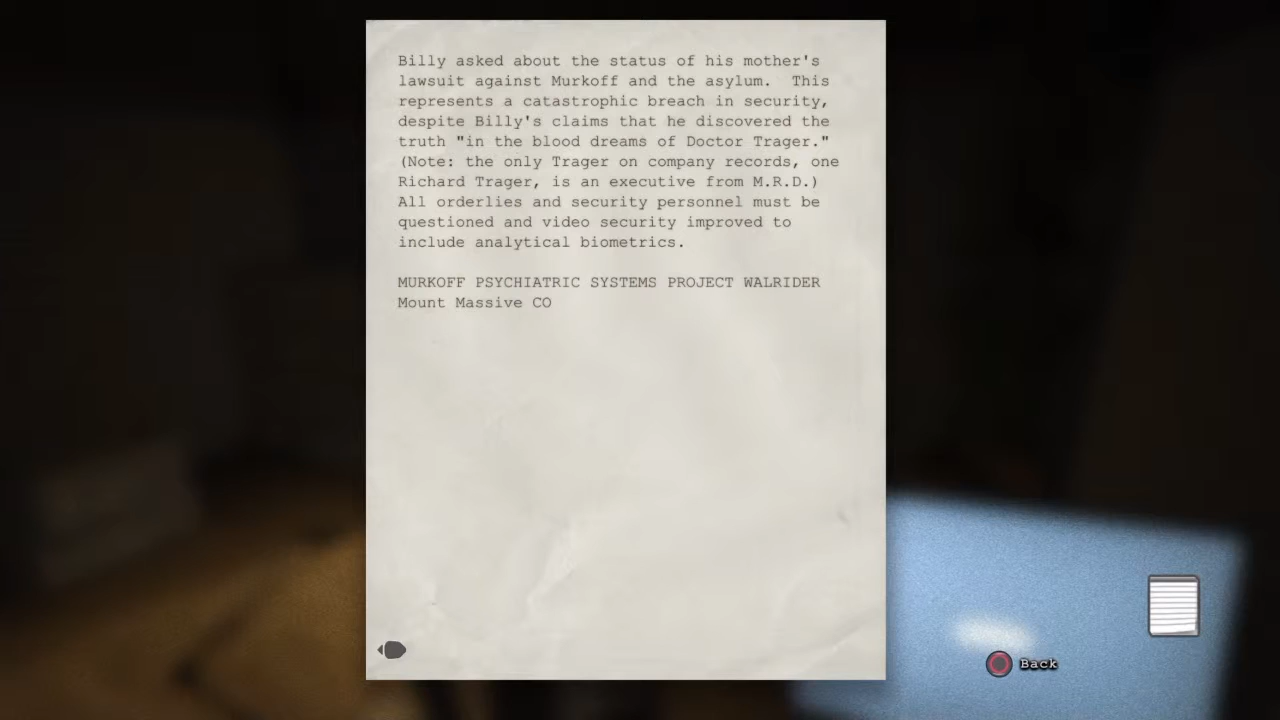 Billy asked about the status of his mother's
lawsuit against Murkoff and the asylum.  This
represents a catastrophic breach in security,
despite Billy's claims that he discovered the
truth "in the blood dreams of Doctor Trager."
(Note: the only Trager on company records, one
Richard Trager, is an executive from M.R.D.)
All orderlies and security personnel must be
questioned and video security improved to
include analytical biometrics.

MURKOFF PSYCHIATRIC SYSTEMS PROJECT WALRIDER
Mount Massive CO
Back